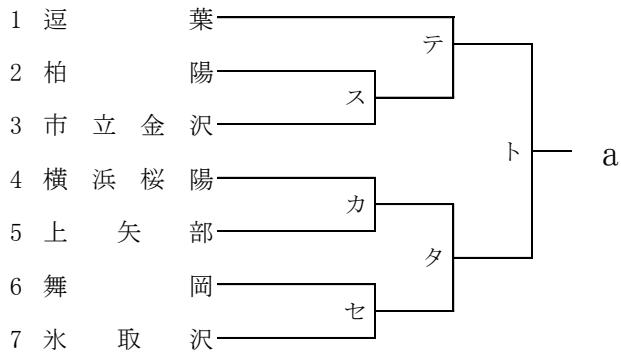 1 逗葉
2 柏陽
3 市立金沢
4 横浜桜陽
5 上矢部
6 舞岡
7 氷取沢
テ
ス
ト
a
カ
タ
セ